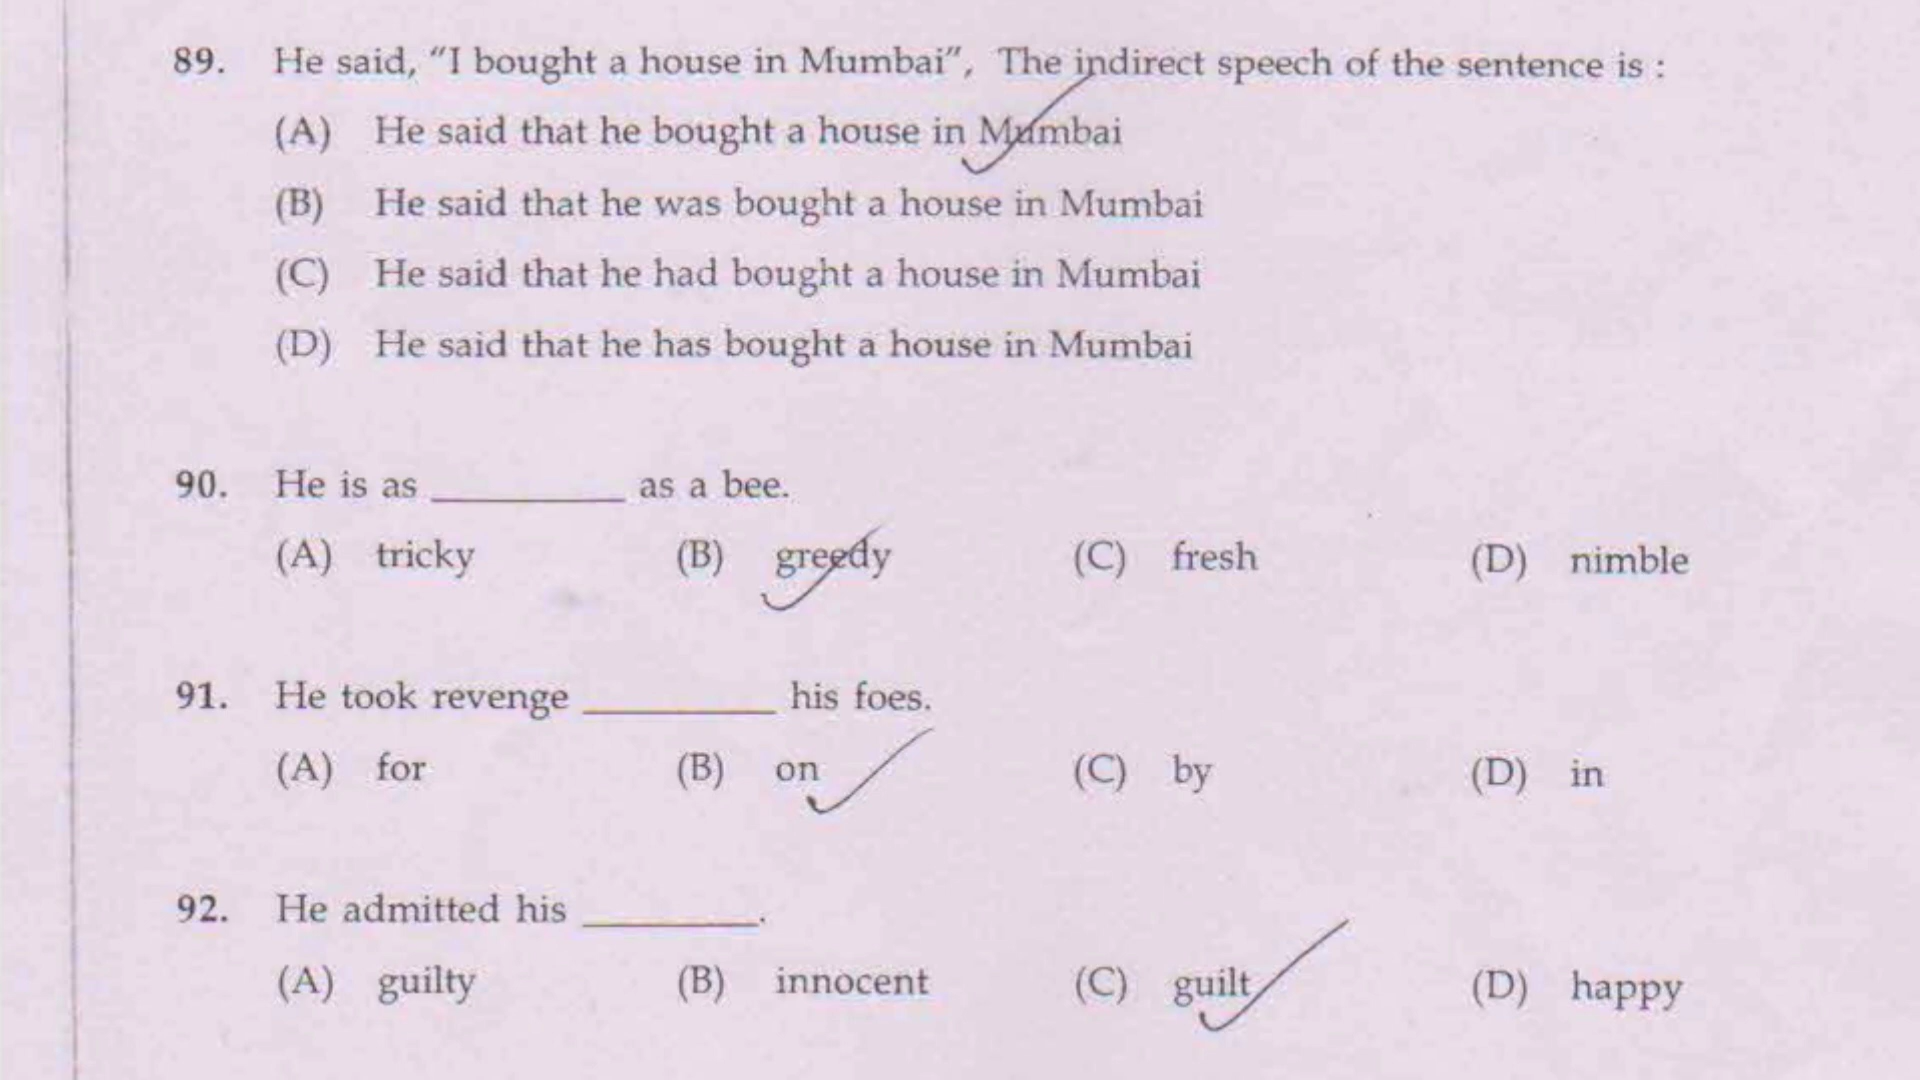 89. He said, “I bought a house in Mumbai”, The indirect speech of the sentence is :
(A) He said that he bought a house in Mumbai
(B) He said that he was bought a house in Mumbai
(C) He said that he had bought a house in Mumbai
(D) He said that he has bought a house in Mumbai
90. He is as __________ as a bee.
(A) tricky (B) greedy (C) fresh (D) nimble
91. He took revenge __________ his foes.
(A) for (B) on (C) by (D) in
92. He admitted his _________.
(A) guilty (B) innocent (C) guilt (D) happy